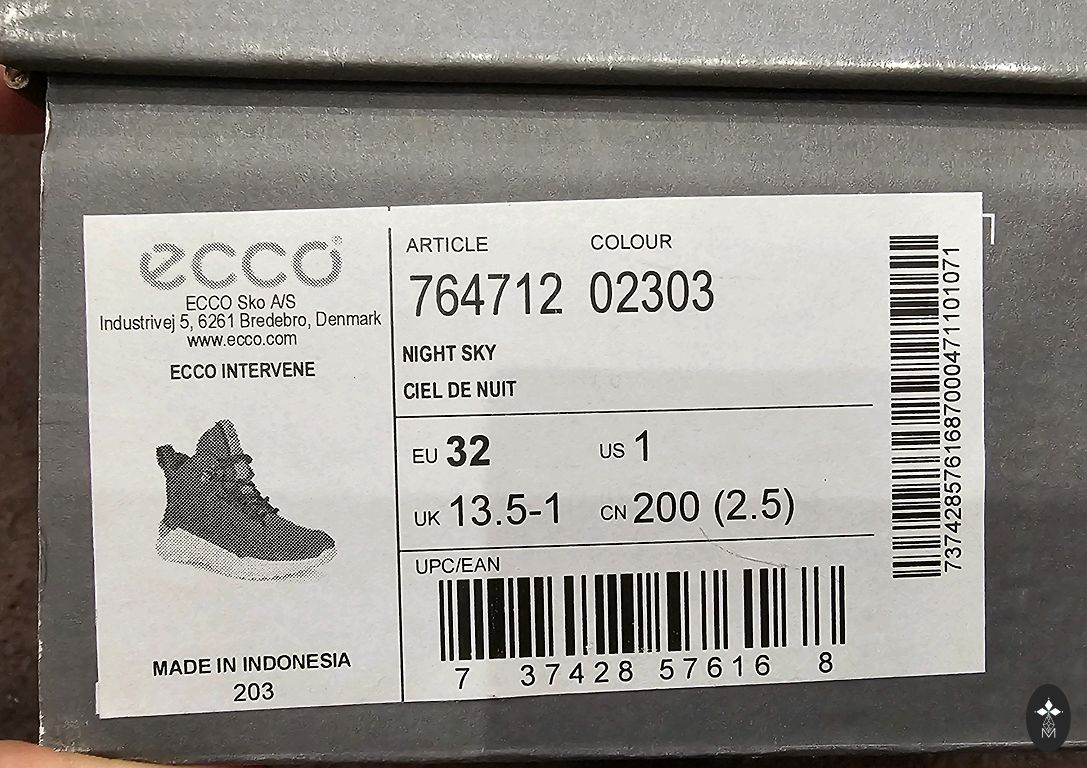 ecco
ECCO Sko A/S
Industrivej 5, 6261 Bredebro, Denmark
www.ecco.com
ECCO INTERVENE
MADE IN INDONESIA
203
ARTICLE COLOUR
764712 02303
NIGHT SKY
CIEL DE NUIT
EU 32 US 1
UK 13.5-1 CN 200 (2.5)
UPC/EAN
7 37428 57616 8
737428576168700047110107​1
M